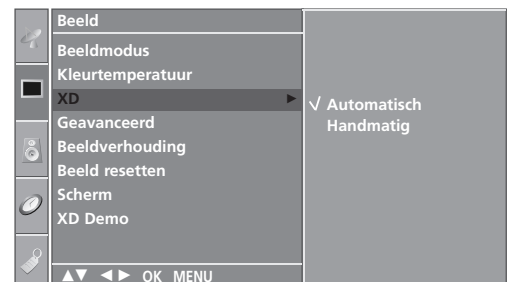 Beeld
Beeldmodus
Kleurtemperatuur
XD ►
Geavanceerd
Beeldverhouding
Beeld resetten
Scherm
XD Demo
▲▼ ◄► OK MENU
√ Automatisch
Handmatig